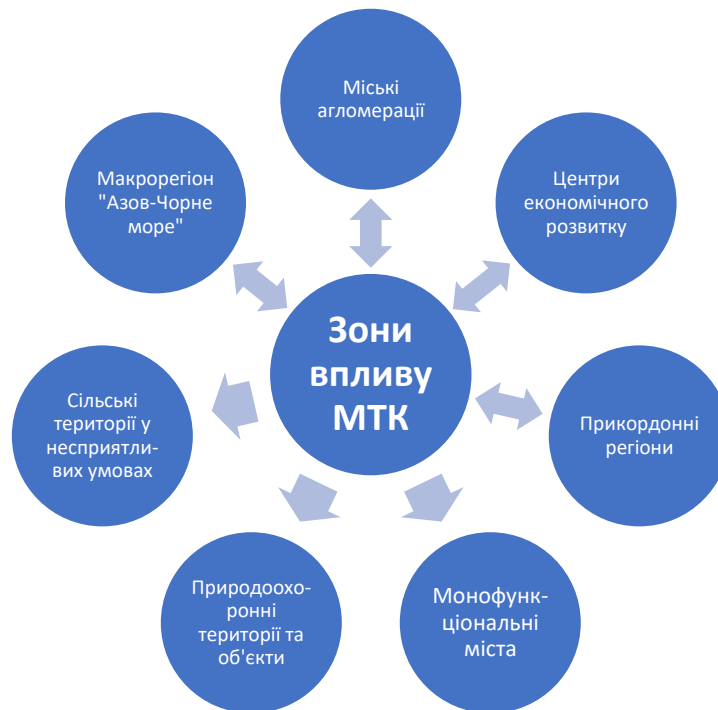 Міські
агломерації
Макрорегіон
"Азов-Чорне
море"
Центри
економічного
розвитку
Зони
впливу
МТК
Сільські
території у
несприятли-
вих умовах
Прикордонні
регіони
Природоохо-
ронні
території та
об'єкти
Монофунк-
ціональні
міста